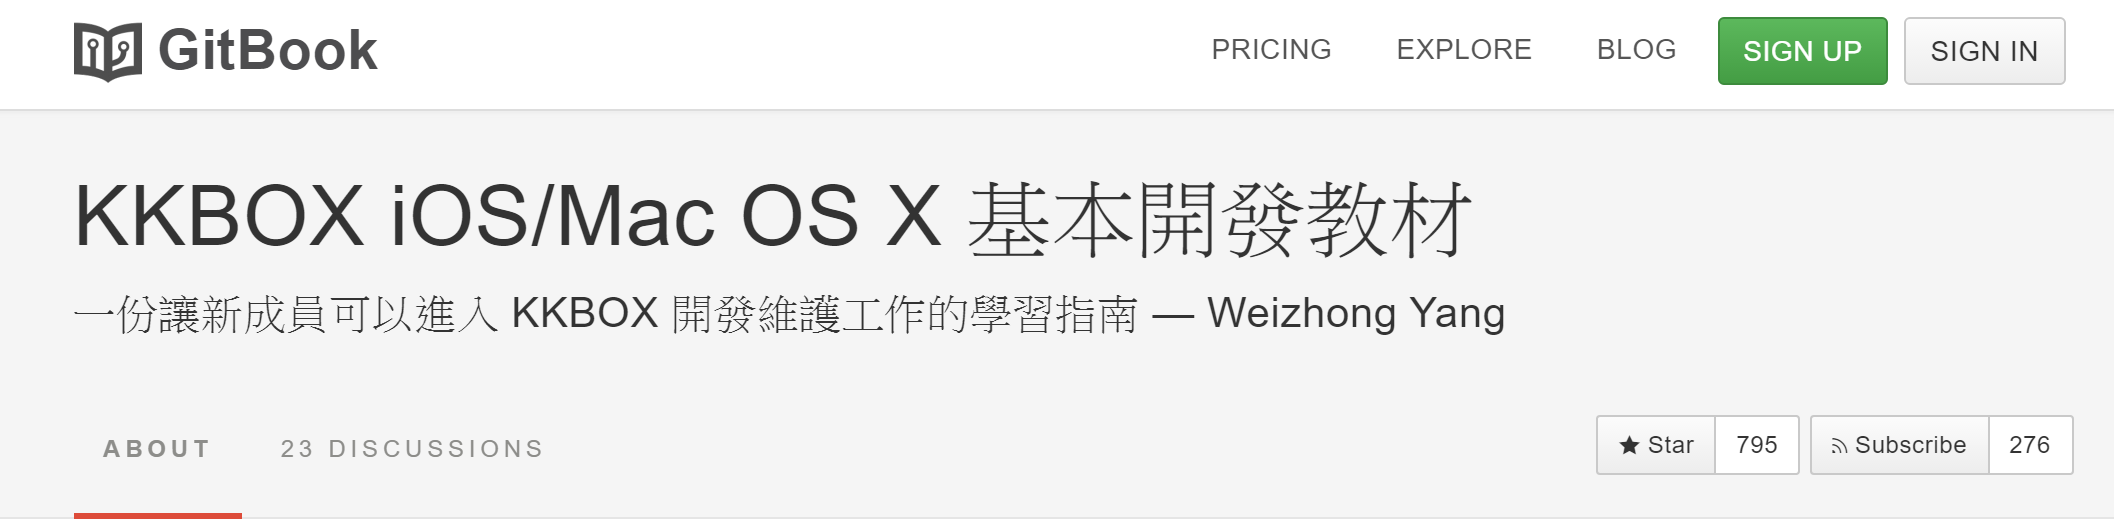 GitBook PRICING EXPLORE BLOG SIGN UP SIGN IN
KKBOX iOS/Mac OS X 基本開發教材
一份讓新成員可以進入 KKBOX 開發維護工作的學習指南 — Weizhong Yang
ABOUT 23 DISCUSSIONS Star 795 Subscribe 276